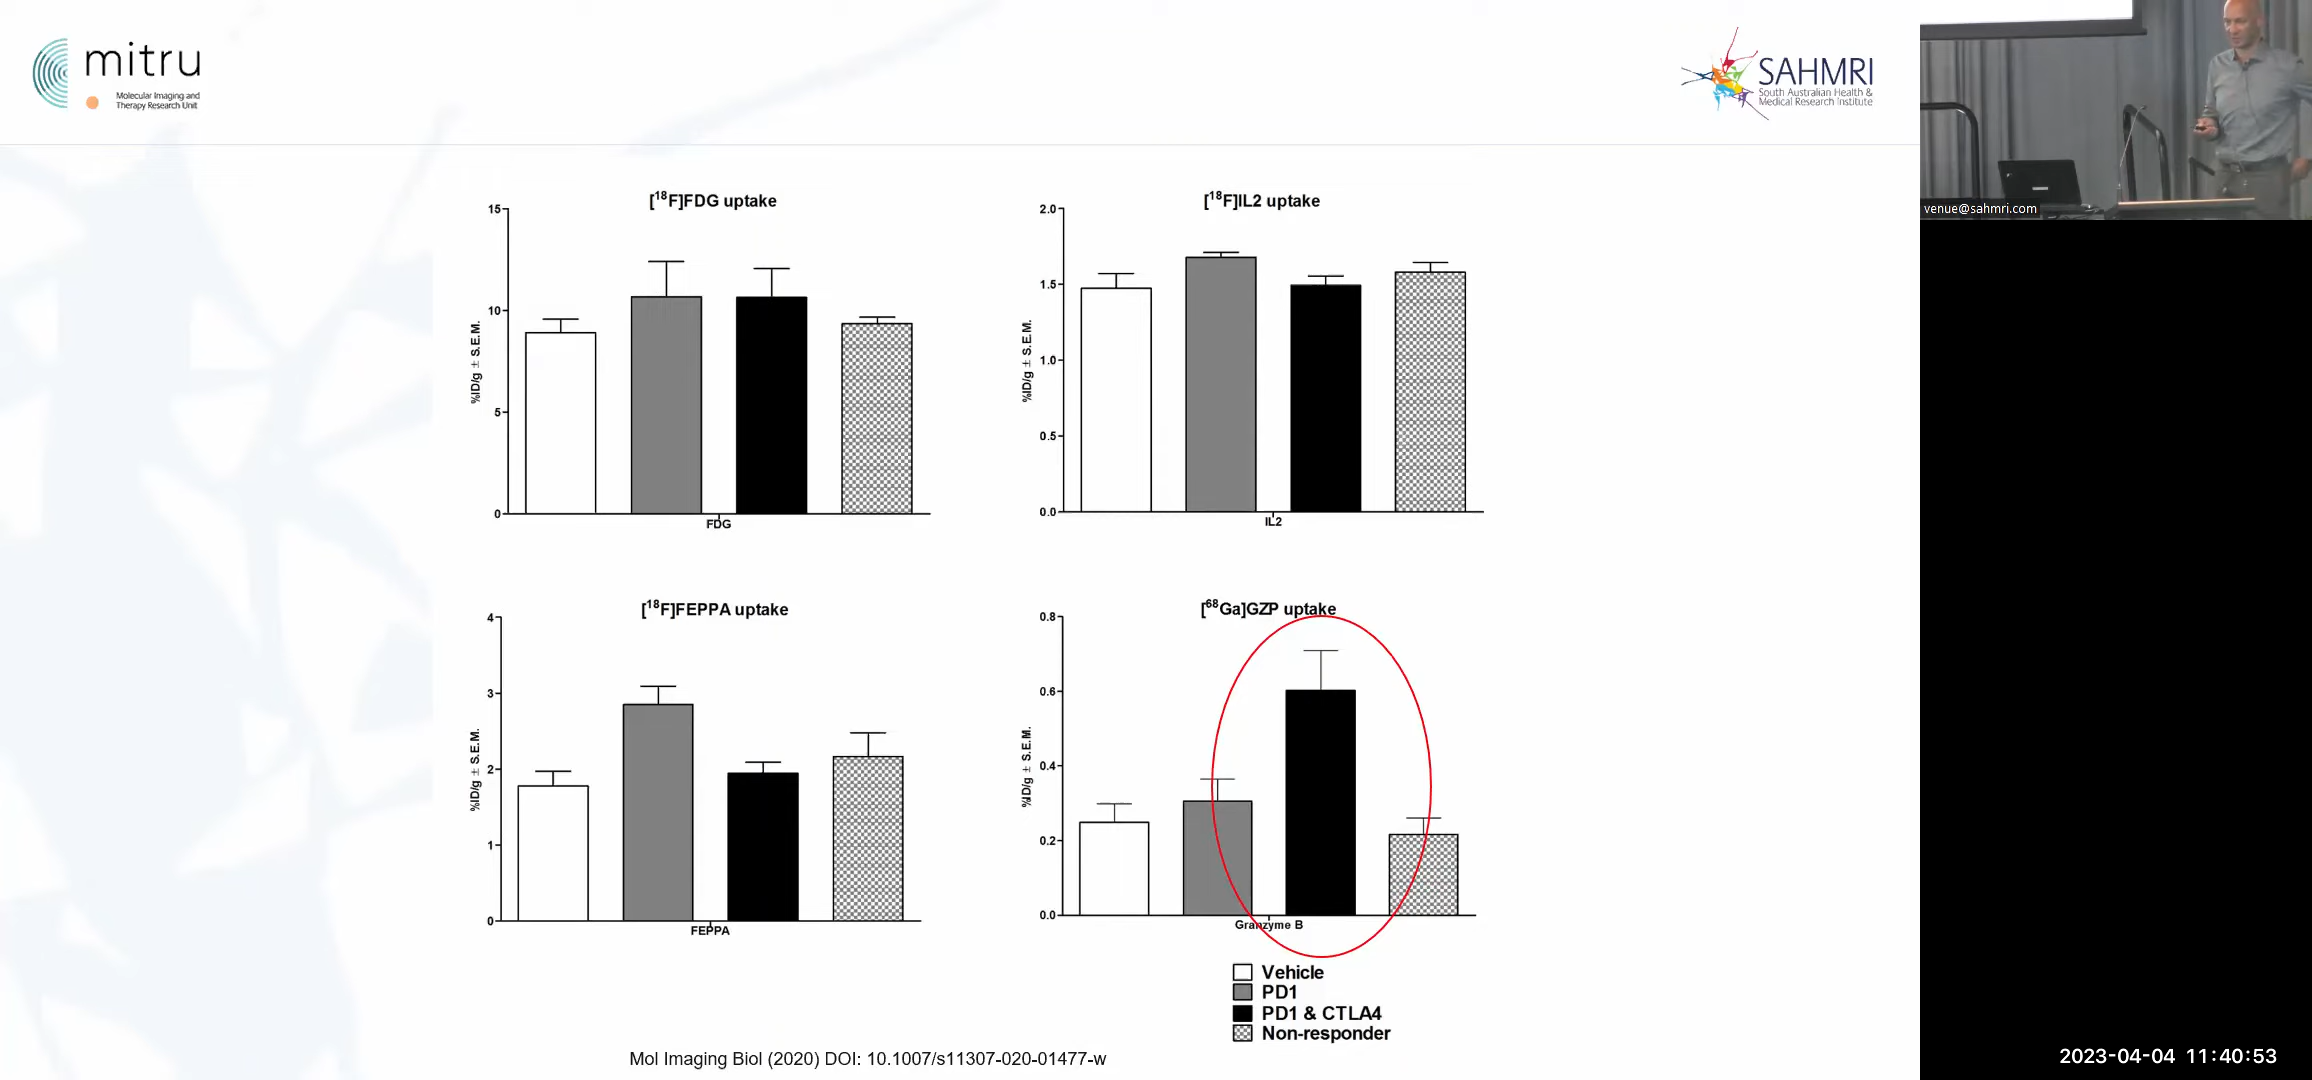 mitru
Molecular Imaging and
Therapy Research Unit
SAHMRI
South Australian Health &
Medical Research Institute
venue@sahmri.com
[18F]FDG uptake
15
10
5
0
%ID/g ± S.E.M.
FDG
[18F]IL2 uptake
2.0
1.5
1.0
0.5
0.0
%ID/g ± S.E.M.
IL2
[18F]FEPPA uptake
4
3
2
1
0
%ID/g ± S.E.M.
FEPPA
[68Ga]GZP uptake
0.8
0.6
0.4
0.2
0.0
%ID/g ± S.E.M.
Granzyme B
Vehicle
PD1
PD1 & CTLA4
Non-responder
Mol Imaging Biol (2020) DOI: 10.1007/s11307-020-01477-w
2023-04-04 11:40:53